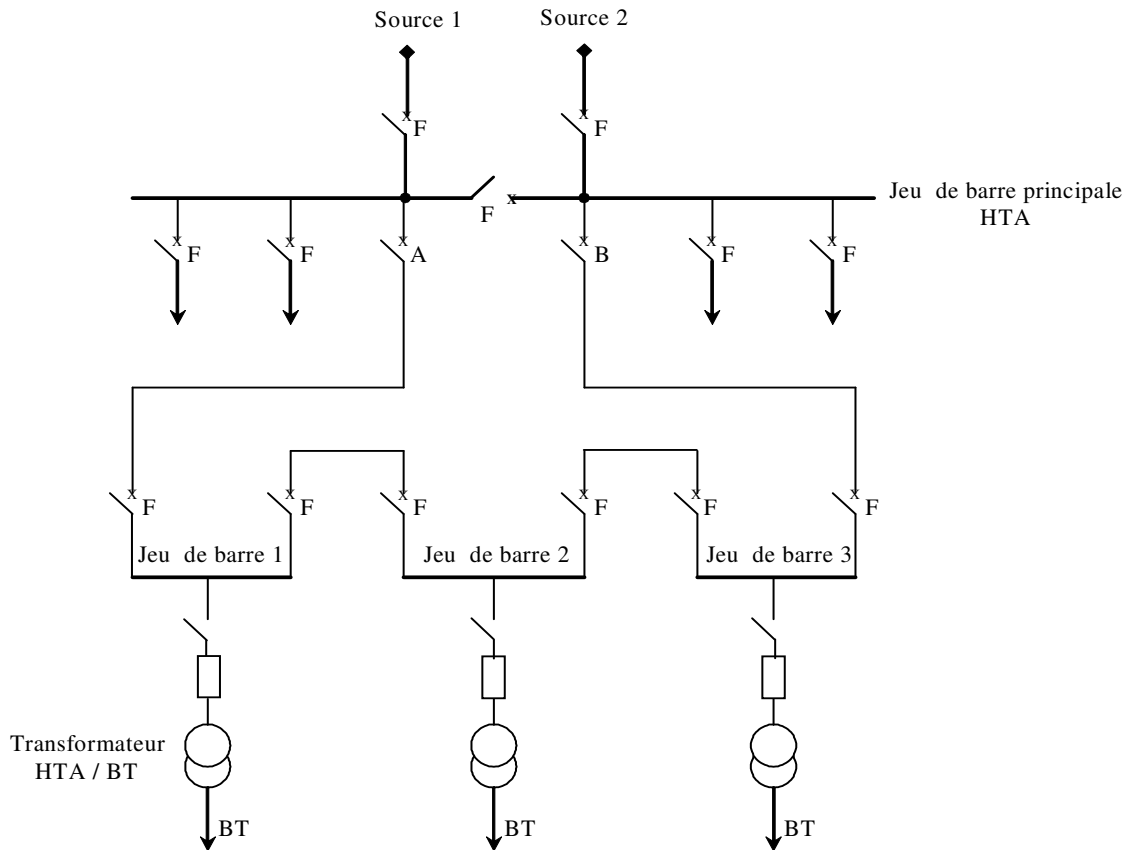 Source 1
Source 2
F
F
F
Jeu de barre principale
HTA
F
F
A
B
F
F
F
F
F
F
F
F
Jeu de barre 1
Jeu de barre 2
Jeu de barre 3
Transformateur
HTA / BT
BT
BT
BT